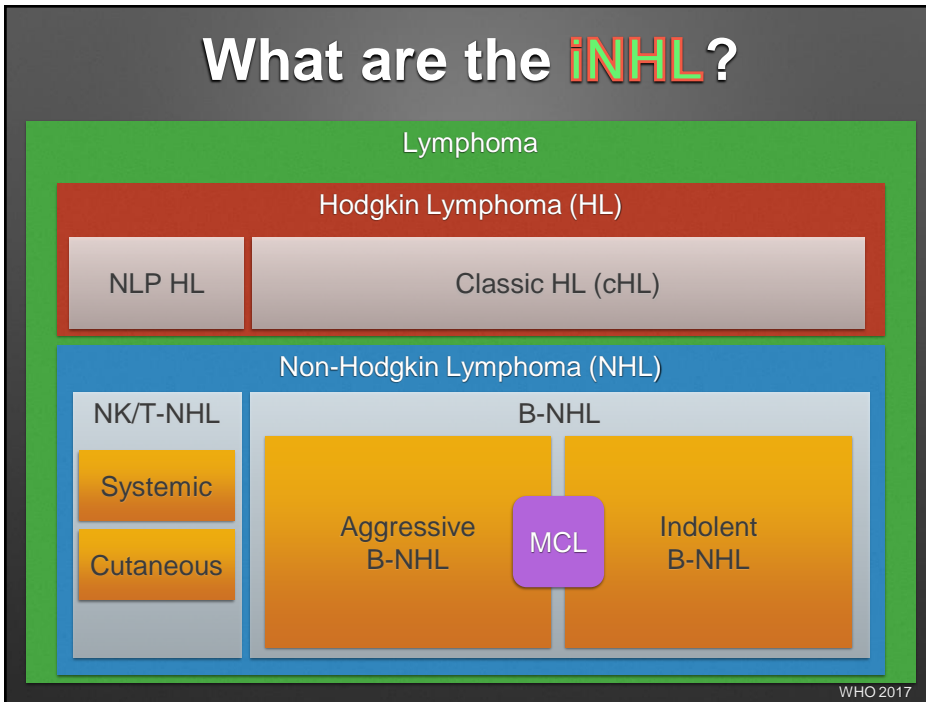 What are the iNHL?
Lymphoma
Hodgkin Lymphoma (HL)
NLP HL
Classic HL (cHL)
Non-Hodgkin Lymphoma (NHL)
NK/T-NHL
Systemic
Cutaneous
B-NHL
Aggressive
B-NHL
MCL
Indolent
B-NHL
WHO 2017